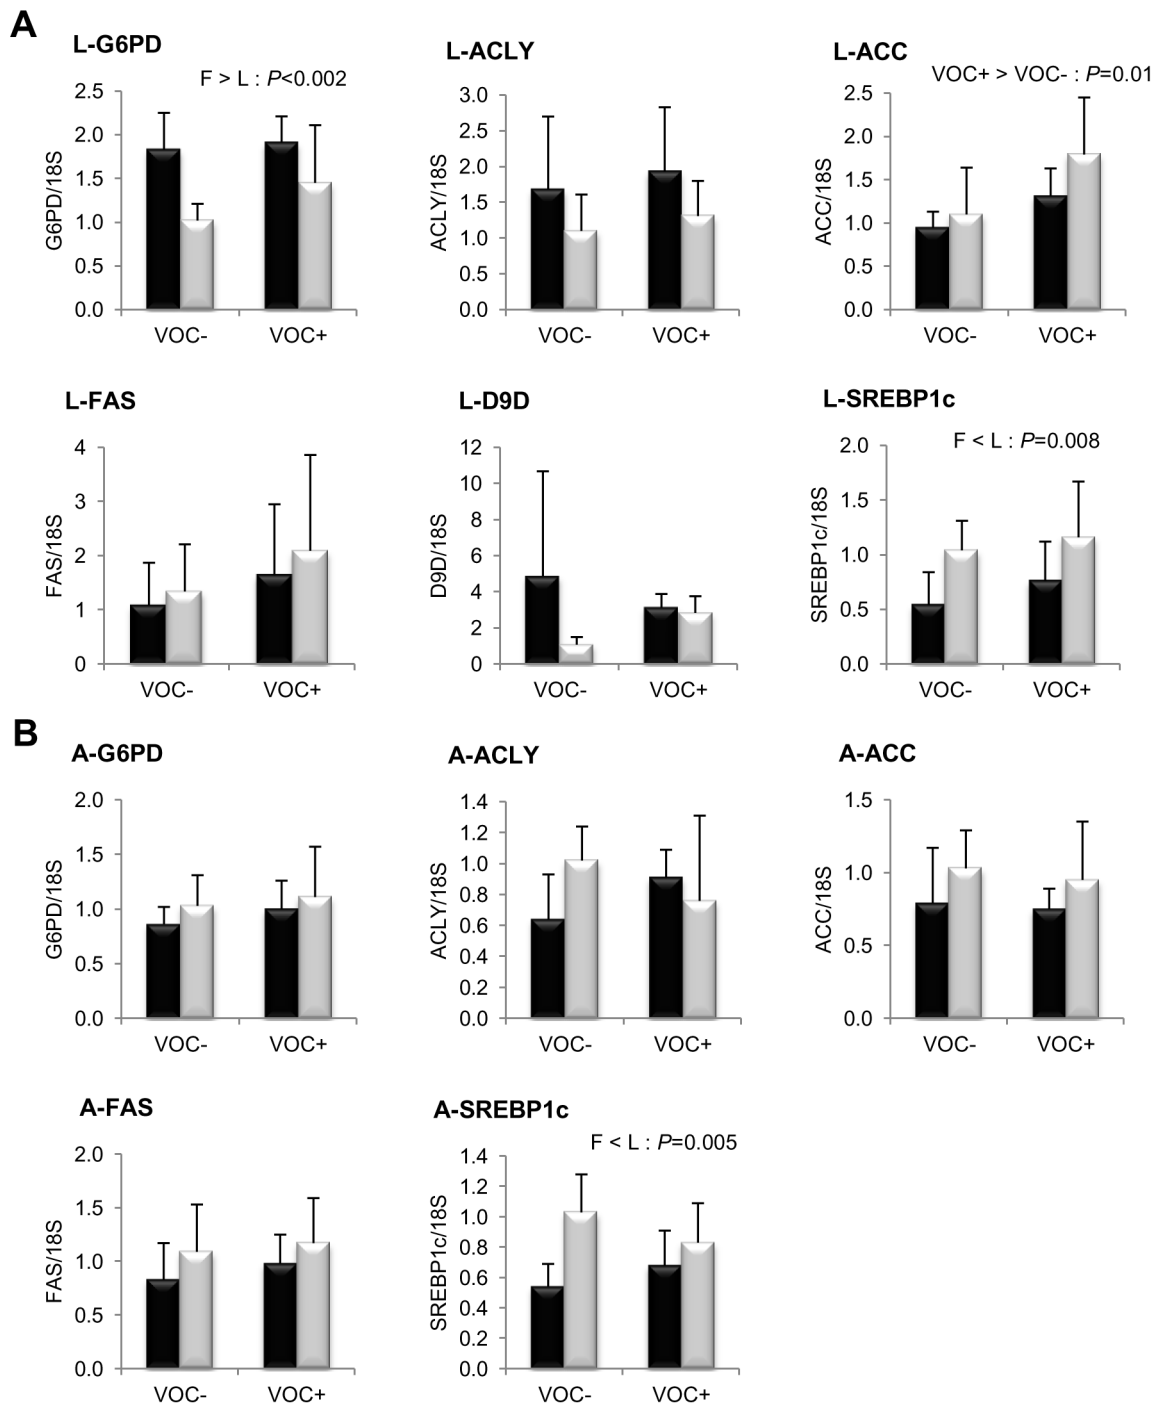 A
L-G6PD
F > L : P<0.002
G6PD/18S
2.5
2.0
1.5
1.0
0.5
0.0
VOC- VOC+
L-ACLY
ACLY/18S
3.0
2.5
2.0
1.5
1.0
0.5
0.0
VOC- VOC+
L-ACC
VOC+ > VOC- : P=0.01
ACC/18S
2.5
2.0
1.5
1.0
0.5
0.0
VOC- VOC+
L-FAS
FAS/18S
4
3
2
1
0
VOC- VOC+
L-D9D
D9D/18S
12
10
8
6
4
2
0
VOC- VOC+
L-SREBP1c
F < L : P=0.008
SREBP1c/18S
2.0
1.5
1.0
0.5
0.0
VOC- VOC+
B
A-G6PD
G6PD/18S
2.0
1.5
1.0
0.5
0.0
VOC- VOC+
A-ACLY
ACLY/18S
1.4
1.2
1.0
0.8
0.6
0.4
0.2
0.0
VOC- VOC+
A-ACC
ACC/18S
1.5
1.0
0.5
0.0
VOC- VOC+
A-FAS
FAS/18S
2.0
1.5
1.0
0.5
0.0
VOC- VOC+
A-SREBP1c
F < L : P=0.005
SREBP1c/18S
1.4
1.2
1.0
0.8
0.6
0.4
0.2
0.0
VOC- VOC+